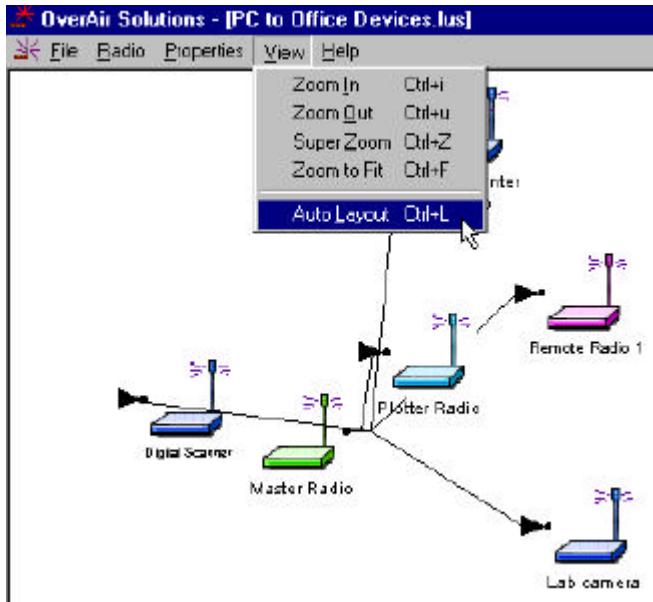 OverAir Solutions - [PC to Office Devices.lus]
File Radio Properties View Help
Zoom In Ctrl+i
Zoom Out Ctrl+u
Super Zoom Ctrl+Z
Zoom to Fit Ctrl+F
nter
Auto Layout Ctrl+L
Remote Radio 1
Plotter Radio
Digital Scanner
Master Radio
Lab camera